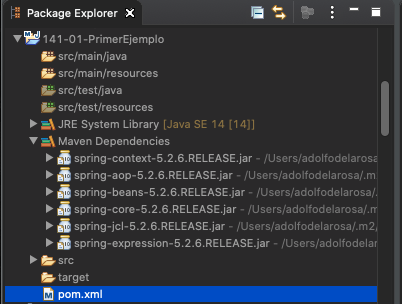 Package Explorer
141-01-PrimerEjemplo
src/main/java
src/main/resources
src/test/java
src/test/resources
JRE System Library [Java SE 14 [14]]
Maven Dependencies
spring-context-5.2.6.RELEASE.jar - /Users/adolfodelarosa
spring-aop-5.2.6.RELEASE.jar - /Users/adolfodelarosa/.m
spring-beans-5.2.6.RELEASE.jar - /Users/adolfodelarosa/
spring-core-5.2.6.RELEASE.jar - /Users/adolfodelarosa/.
spring-jcl-5.2.6.RELEASE.jar - /Users/adolfodelarosa/.m2,
spring-expression-5.2.6.RELEASE.jar - /Users/adolfodelar
src
target
pom.xml